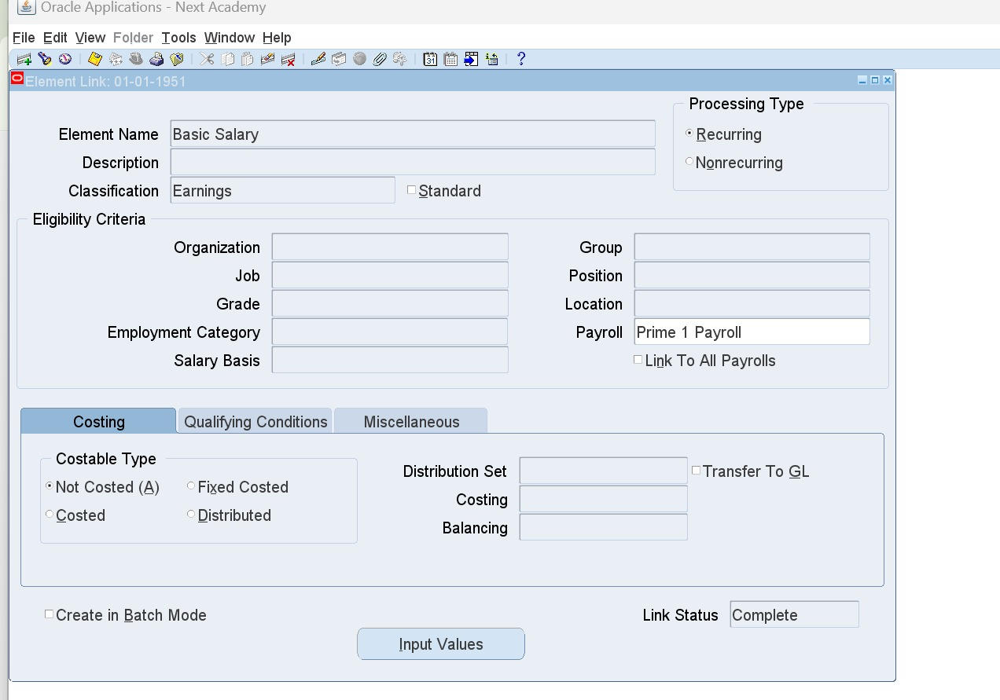 Oracle Applications - Next Academy
File Edit View Folder Tools Window Help
31
?
Element Link: 01-01-1951
Processing Type
Element Name Basic Salary
Recurring
Description
Nonrecurring
Classification Earnings Standard
Eligibility Criteria
Organization Group
Job Position
Grade Location
Employment Category Payroll Prime 1 Payroll
Salary Basis Link To All Payrolls
Costing Qualifying Conditions Miscellaneous
Costable Type
Distribution Set Transfer To GL
Not Costed (A) Fixed Costed
Costing
Costed Distributed
Balancing
Create in Batch Mode Link Status Complete
Input Values